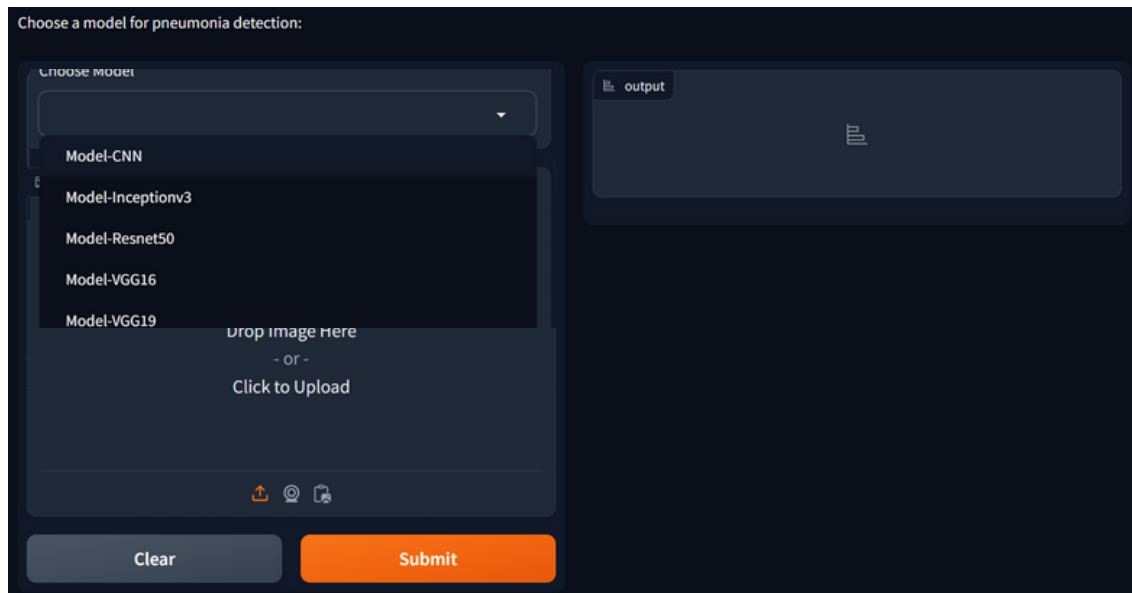 Choose a model for pneumonia detection:
Choose Model
Model-CNN
Model-Inceptionv3
Model-Resnet50
Model-VGG16
Model-VGG19
Drop Image Here
- or -
Click to Upload
Clear
Submit
output